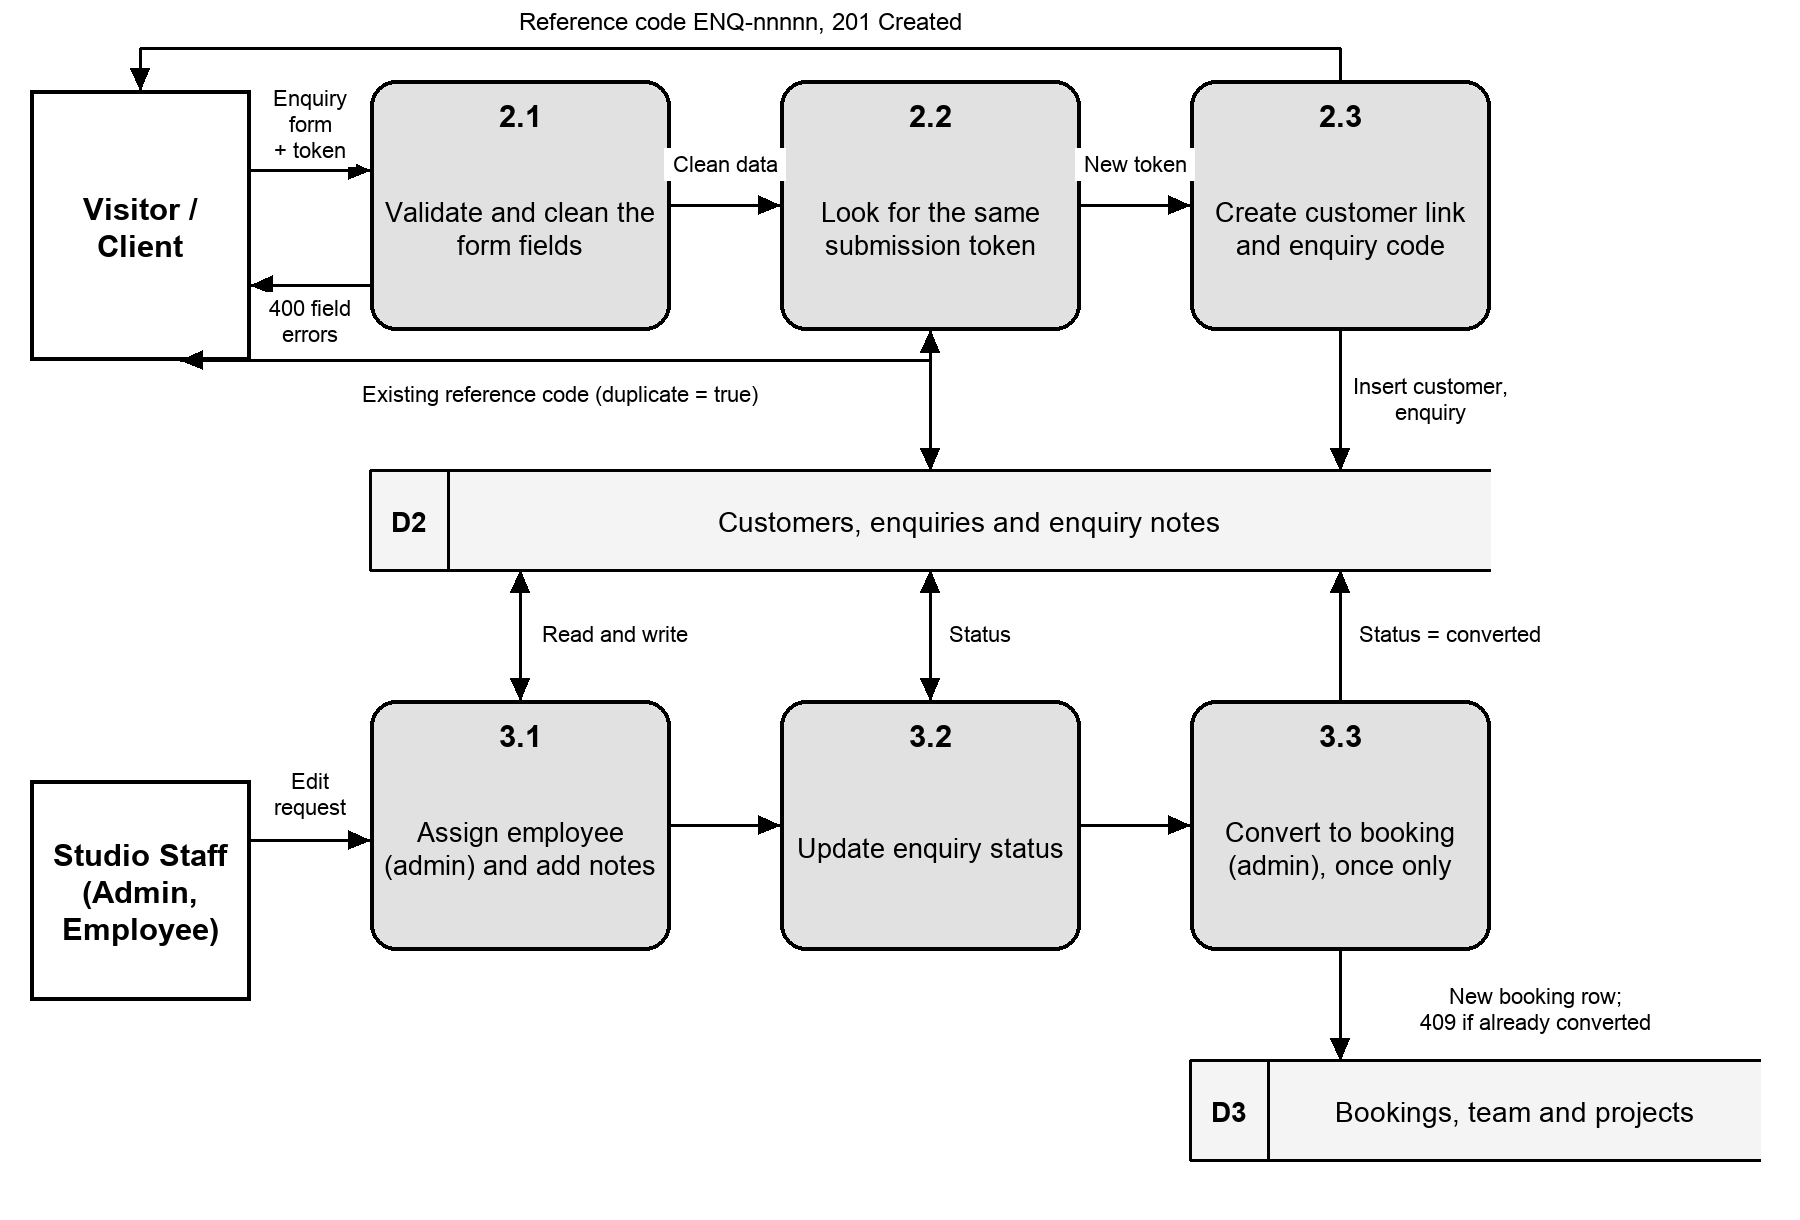 Reference code ENQ-nnnnn, 201 Created
Visitor /
Client
Enquiry
form
+ token
400 field
errors
2.1
Validate and clean the
form fields
Clean data
2.2
Look for the same
submission token
New token
2.3
Create customer link
and enquiry code
Existing reference code (duplicate = true)
Insert customer,
enquiry
D2
Customers, enquiries and enquiry notes
Read and write
Status
Status = converted
Studio Staff
(Admin,
Employee)
Edit
request
3.1
Assign employee
(admin) and add notes
3.2
Update enquiry status
3.3
Convert to booking
(admin), once only
New booking row;
409 if already converted
D3
Bookings, team and projects